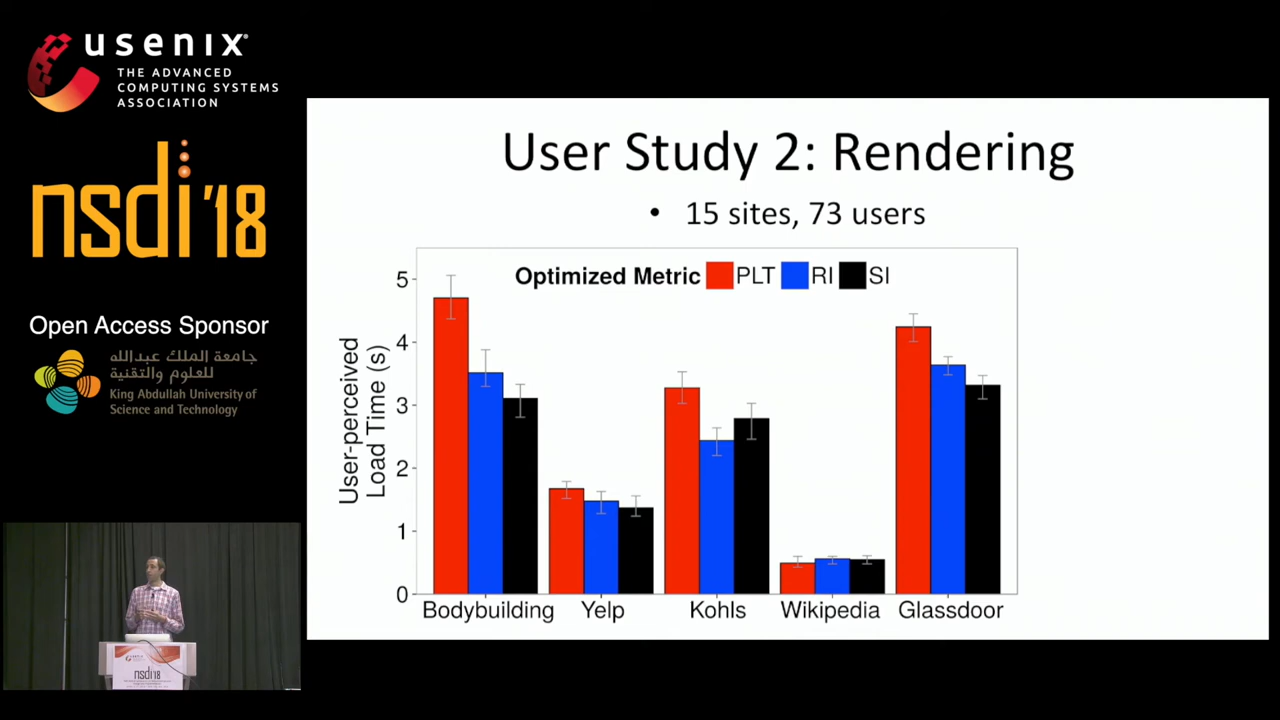 usenix
THE ADVANCED
COMPUTING SYSTEMS
ASSOCIATION
nsdi '18
Open Access Sponsor
جامعة الملك عبدالله
للعلوم والتقنية
King Abdullah University of
Science and Technology
User Study 2: Rendering
• 15 sites, 73 users
Optimized Metric PLT RI SI
User-perceived
Load Time (s)
5
4
3
2
1
0
Bodybuilding Yelp Kohls Wikipedia Glassdoor
nsdi '18